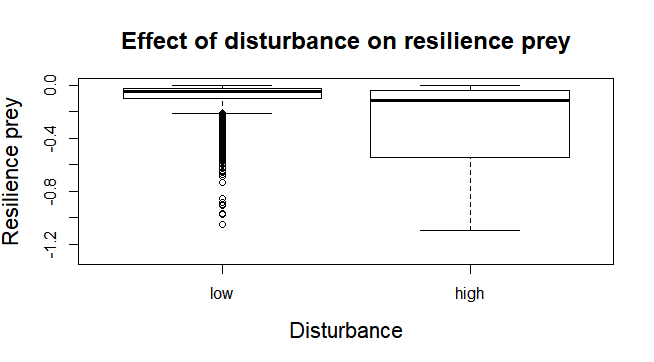 Effect of disturbance on resilience prey
Resilience prey
0.0
-0.4
-0.8
-1.2
low
high
Disturbance